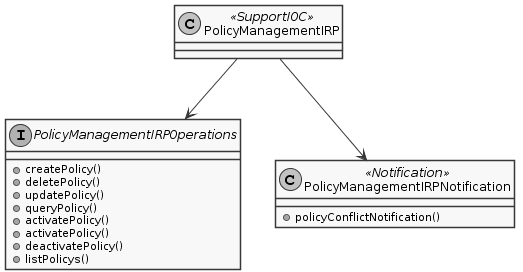 C
«SupportIOC»
PolicyManagementIRP
I PolicyManagementIRPOperations
createPolicy()
deletePolicy()
updatePolicy()
queryPolicy()
activatePolicy()
activatePolicy()
deactivatePolicy()
listPolicys()
C
«Notification»
PolicyManagementIRPNotification
policyConflictNotification()